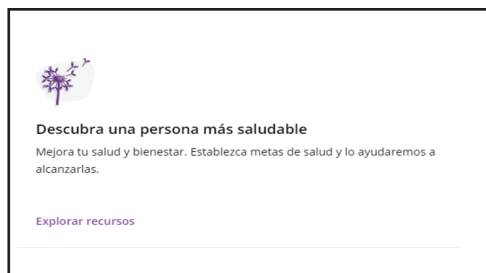 Descubra una persona más saludable
Mejora tu salud y bienestar. Establezca metas de salud y lo ayudaremos a
alcanzarlas.
Explorar recursos